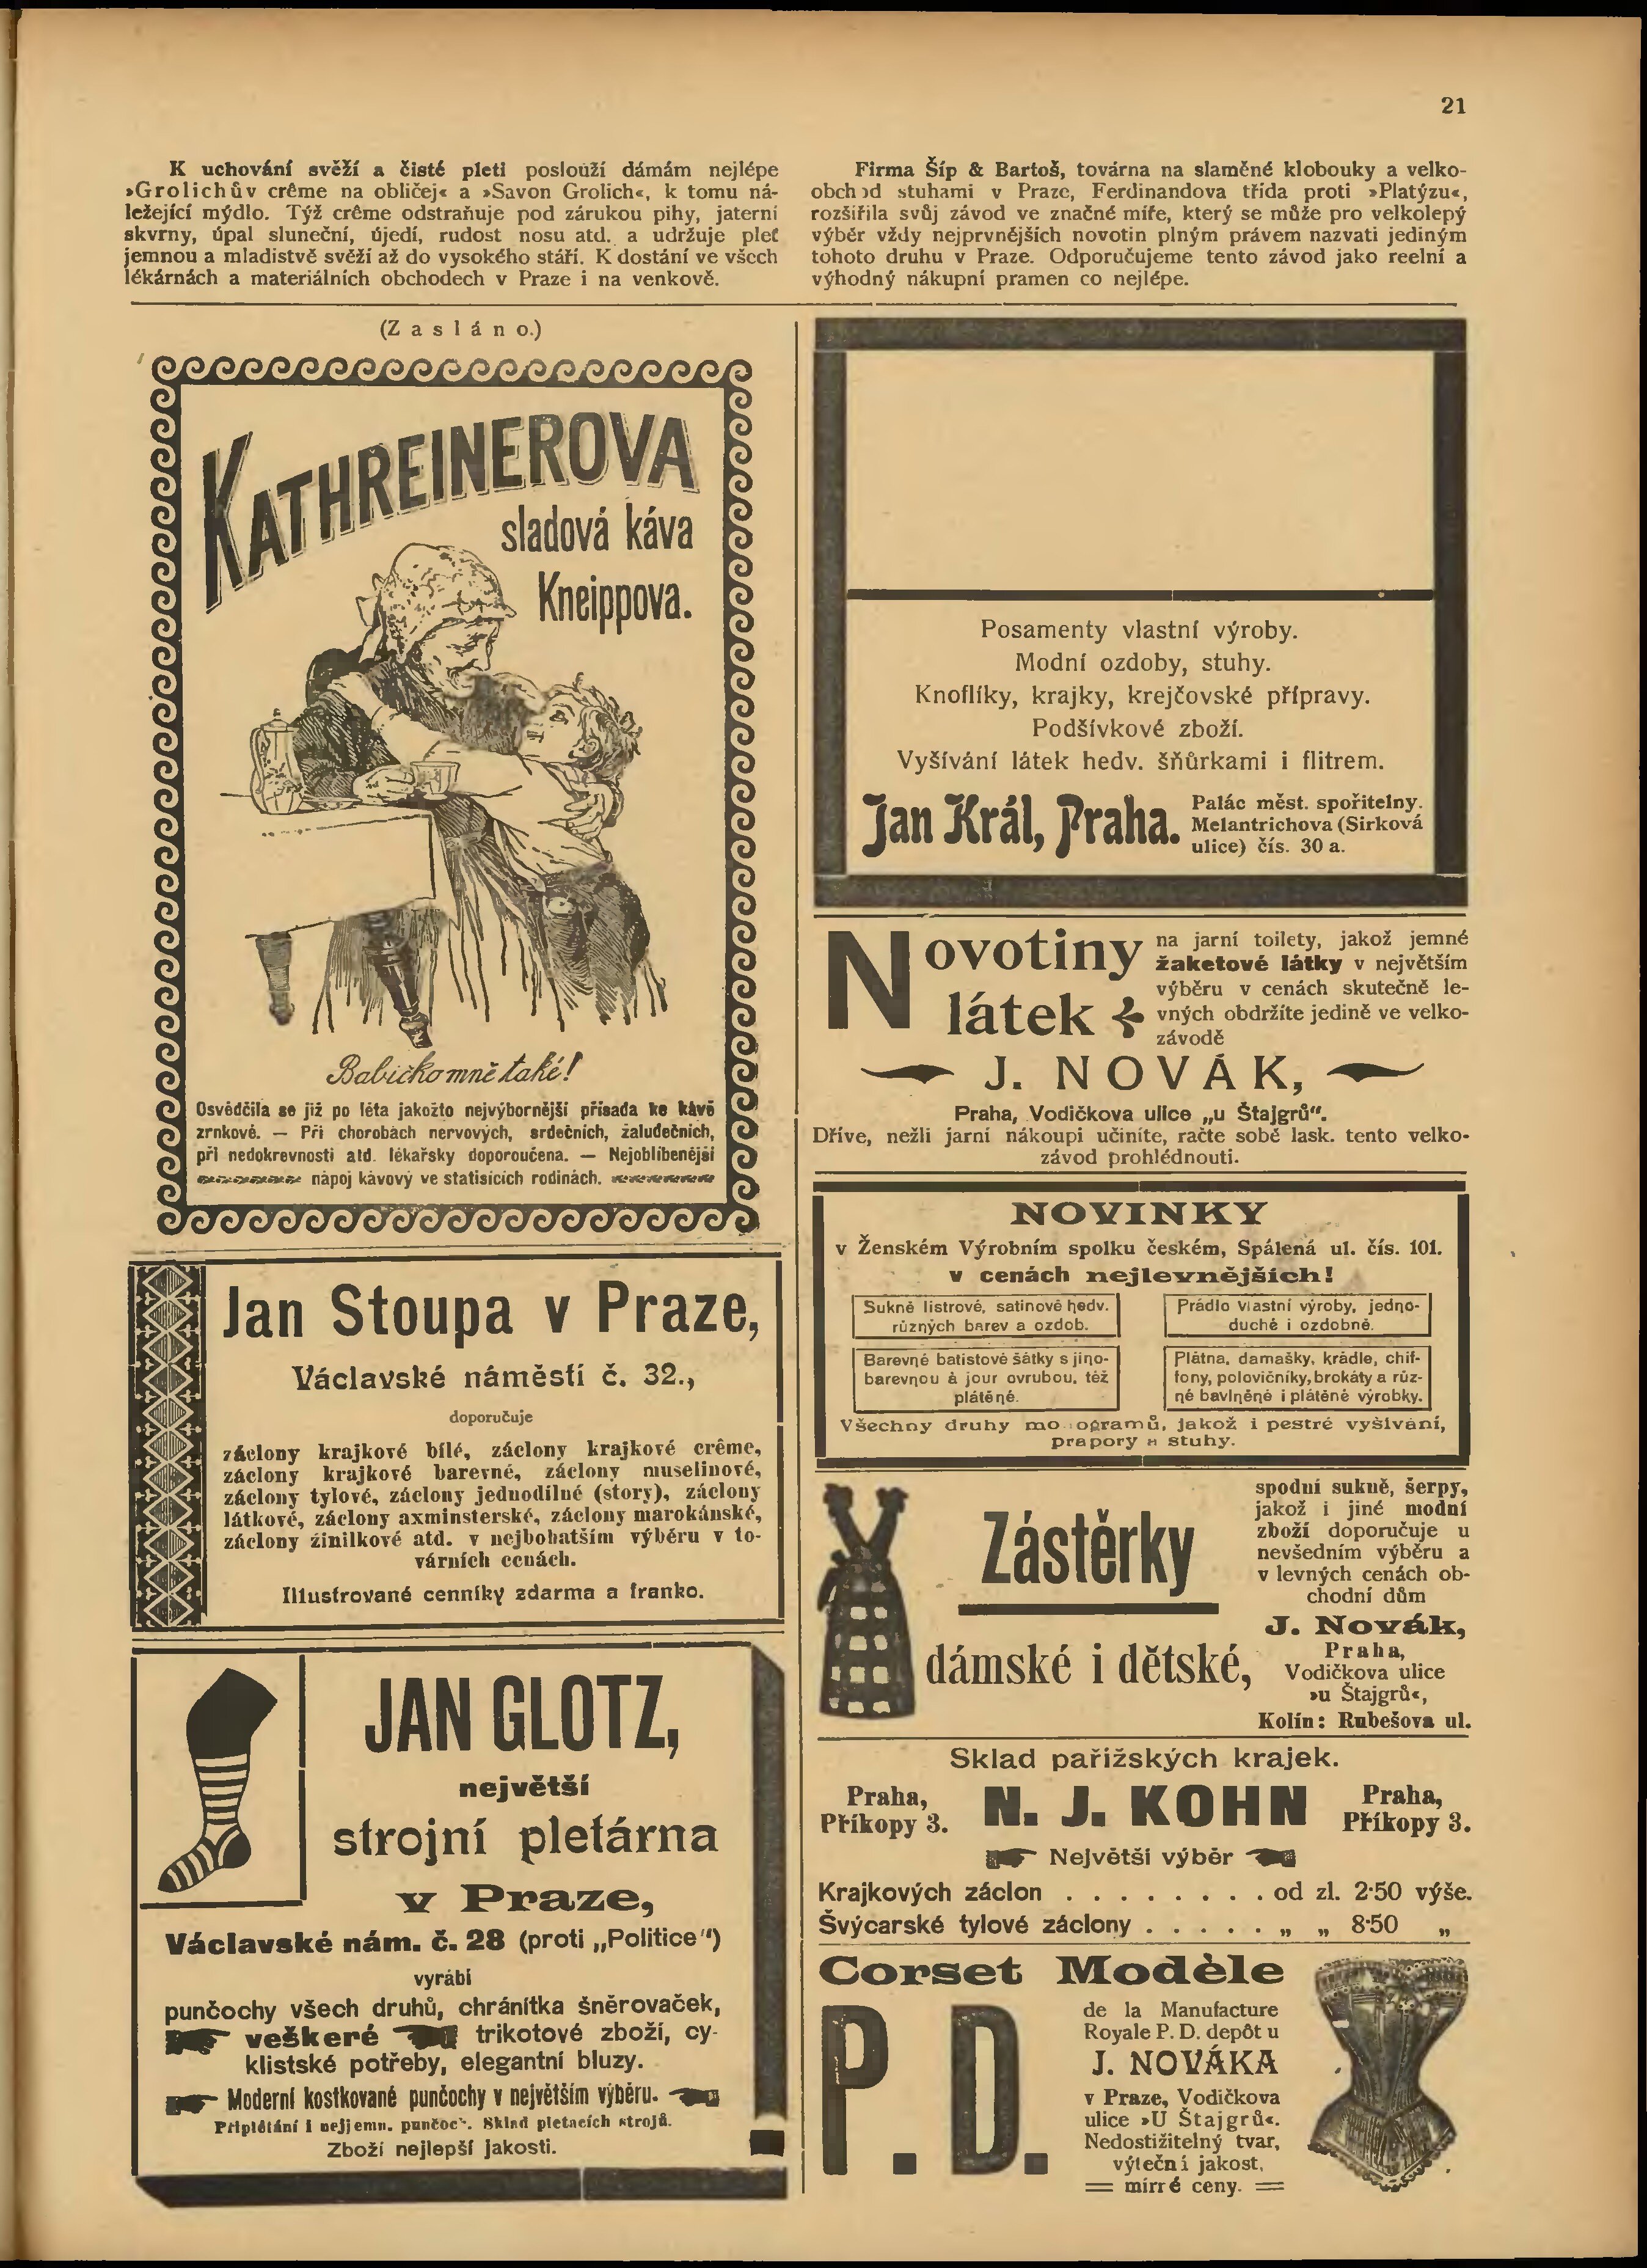 21
K uchování svěží a čisté pleti poslouží dámám nejlépe
»Grolichův crême na obličej« a »Savon Grolich«, k tomu ná-
ležející mýdlo. Týž crême odstraňuje pod zárukou pihy, jaterní
skvrny, úpal sluneční, újedí, rudost nosu atd. a udržuje pleť
jemnou a mladistvě svěží až do vysokého stáří. K dostání ve všech
lékárnách a materiálních obchodech v Praze i na venkově.
(Zasláno.)
KATHREINEROVA
sladová káva
Kneippova.
Babičko mně také!
Osvědčila se již po léta jakožto nejvýbornější přísada ke kávě
zrnkové. — Při chorobách nervových, srdečních, žaludečních,
při nedokrevnosti atd. lékařsky doporoučena. — Nejoblíbenější
nápoj kávový ve statisících rodinách.
Jan Stoupa v Praze,
Václavské náměstí č. 32.,
doporučuje
záclony krajkové bílé, záclony krajkové crême,
záclony krajkové barevné, záclony muselinové,
záclony tylové, záclony jednodílné (story), záclony
látkové, záclony axminsterské, záclony marokánské,
záclony žinilkové atd. v nejbohatším výběru v to-
várních cenách.
Illustrované cenníky zdarma a franko.
JAN GLOTZ,
největší
strojní pletárna
v Praze,
Václavské nám. č. 28 (proti „Politice")
vyrábí
punčochy všech druhů, chránítka šněrovaček,
veškeré trikotové zboží, cy-
klistské potřeby, elegantní bluzy.
Moderní kostkované punčochy v největším výběru.
Připlétání i nejjemn. punčoch. Sklad pletacích strojů.
Zboží nejlepší jakosti.
Firma Šíp & Bartoš, továrna na slaměné klobouky a velko-
obchod stuhami v Praze, Ferdinandova třída proti »Platýzu«,
rozšířila svůj závod ve značné míře, který se může pro velkolepý
výběr vždy nejprvnějších novotin plným právem nazvati jediným
tohoto druhu v Praze. Odporučujeme tento závod jako reelní a
výhodný nákupní pramen co nejlépe.
Posamenty vlastní výroby.
Modní ozdoby, stuhy.
Knoflíky, krajky, krejčovské přípravy.
Podšívkové zboží.
Vyšívání látek hedv. šňůrkami i flitrem.
Jan Král, Praha.
Palác měst. spořitelny.
Melantrichova (Sirková
ulice) čís. 30 a.
Novotiny
látek
na jarní toilety, jakož jemné
žaketové látky v největším
výběru v cenách skutečně le-
vných obdržíte jedině ve velko-
závodě
J. NOVÁK,
Praha, Vodičkova ulice „u Štajgrů".
Dříve, nežli jarní nákoupi učiníte, račte sobě lask. tento velko-
závod prohlédnouti.
NOVINKY
v Ženském Výrobním spolku českém, Spálená ul. čís. 101.
v cenách nejlevnějších!
Sukně listrové, satinové hedv.
různých barev a ozdob.
Prádlo vlastní výroby, jedno-
duché i ozdobné.
Barevné batistové šátky s jino-
barevnou à jour ovrubou, též
plátěné.
Plátna, damašky, krádle, chif-
fony, polovičníky, brokáty a růz-
né bavlněné i plátěné výrobky.
Všechny druhy monogramů, jakož i pestré vyšívání,
prapory a stuhy.
Zástěrky
dámské i dětské,
spodní sukně, šerpy,
jakož i jiné modní
zboží doporučuje u
nevšedním výběru a
v levných cenách ob-
chodní dům
J. Novák,
Praha,
Vodičkova ulice
»u Štajgrů«,
Kolín: Rubešova ul.
Sklad pařížských krajek.
Praha,
Příkopy 3.
N. J. KOHN
Praha,
Příkopy 3.
Největší výběr
Krajkových záclon . . . . . . . . . od zl. 2·50 výše.
Švýcarské tylové záclony . . . . . . „ „ 8·50 „
Corset Modèle
P. D.
de la Manufacture
Royale P. D. depôt u
J. NOVÁKA
v Praze, Vodičkova
ulice »U Štajgrů«.
Nedostižitelný tvar,
výteční jakost,
mírné ceny.